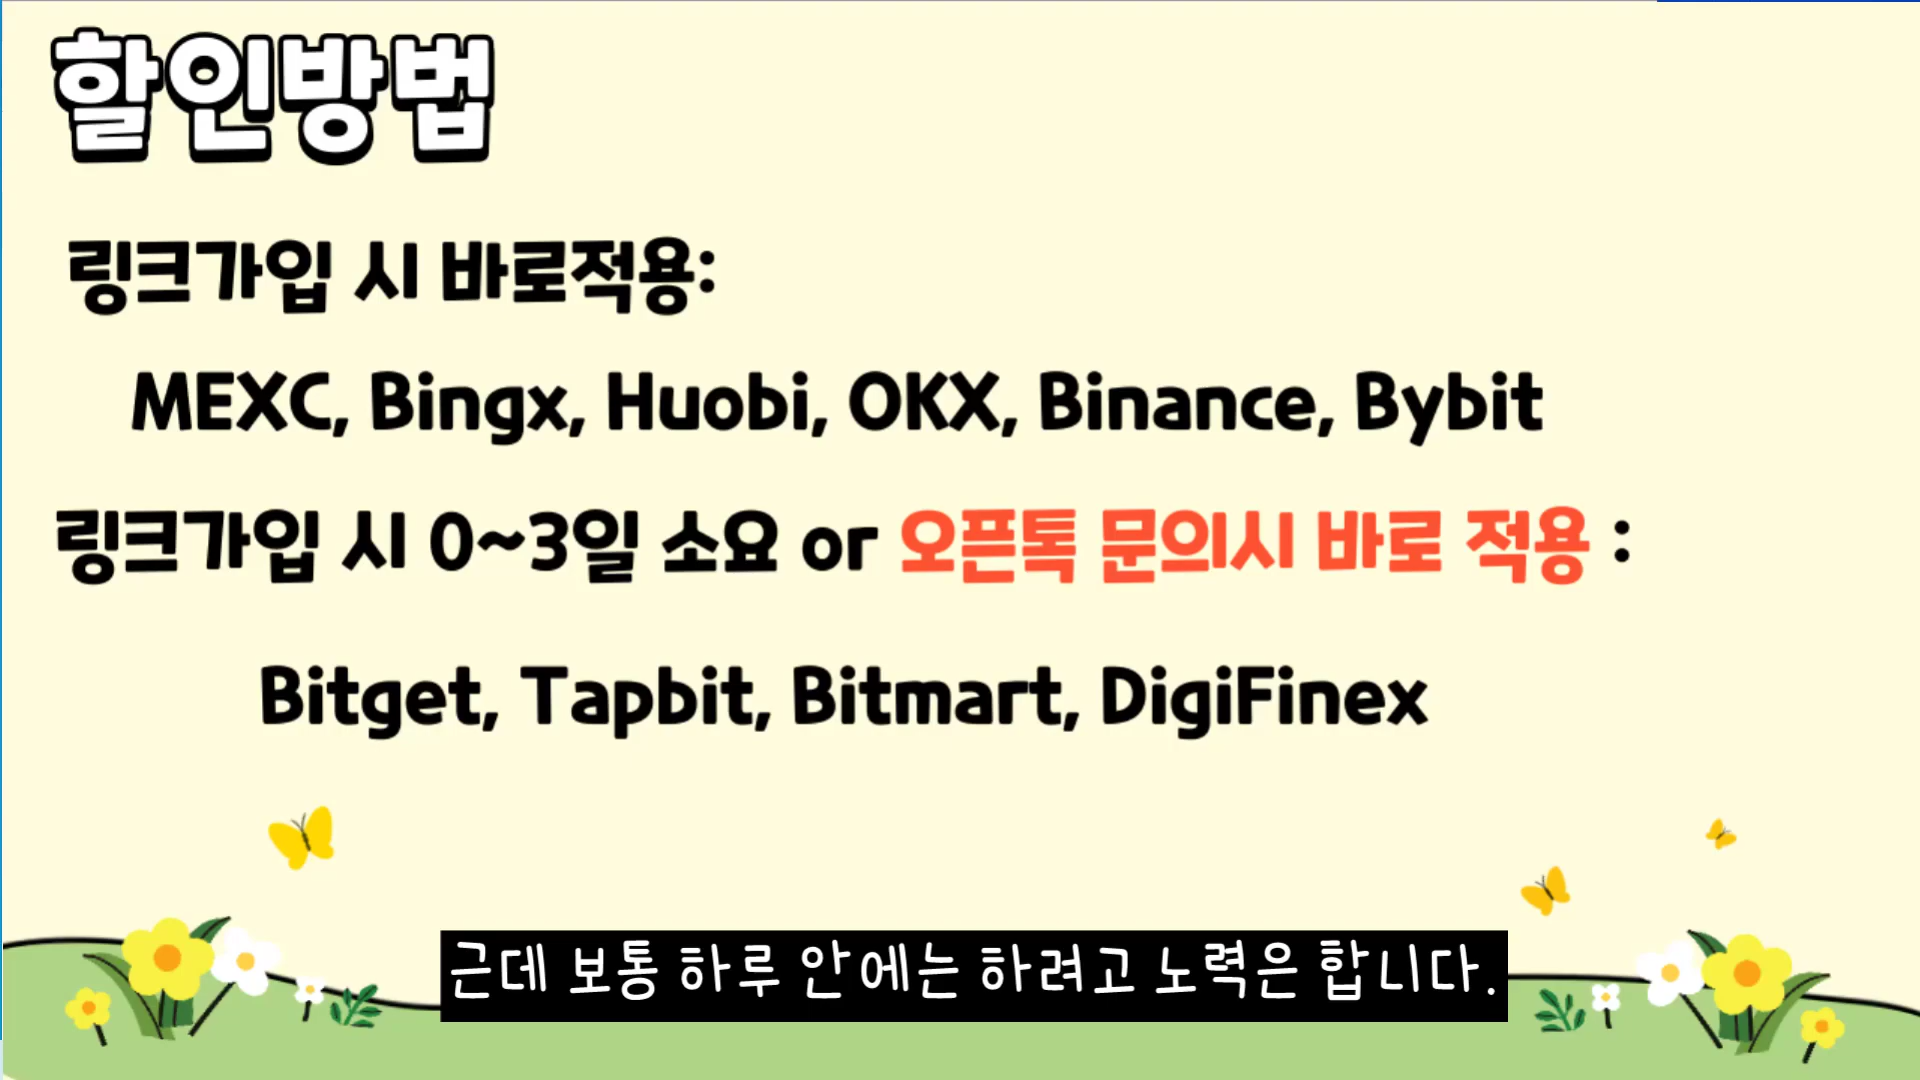 할인방법
링크가입 시 바로적용:
MEXC, Bingx, Huobi, OKX, Binance, Bybit
링크가입 시 0~3일 소요 or 오픈톡 문의시 바로 적용 :
Bitget, Tapbit, Bitmart, DigiFinex
근데 보통 하루 안에는 하려고 노력은 합니다.